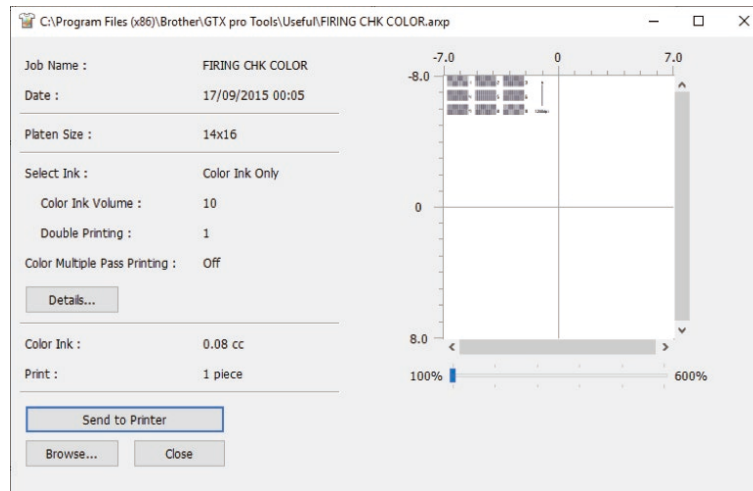 C:\Program Files (x86)\Brother\GTX pro Tools\Useful\FIRING CHK COLOR.arxp
Job Name : FIRING CHK COLOR
Date : 17/09/2015 00:05
Platen Size : 14x16
Select Ink : Color Ink Only
Color Ink Volume : 10
Double Printing : 1
Color Multiple Pass Printing : Off
Details...
Color Ink : 0.08 cc
Print : 1 piece
Send to Printer
Browse... Close
-7.0 0 7.0
-8.0
0
8.0
100% 600%